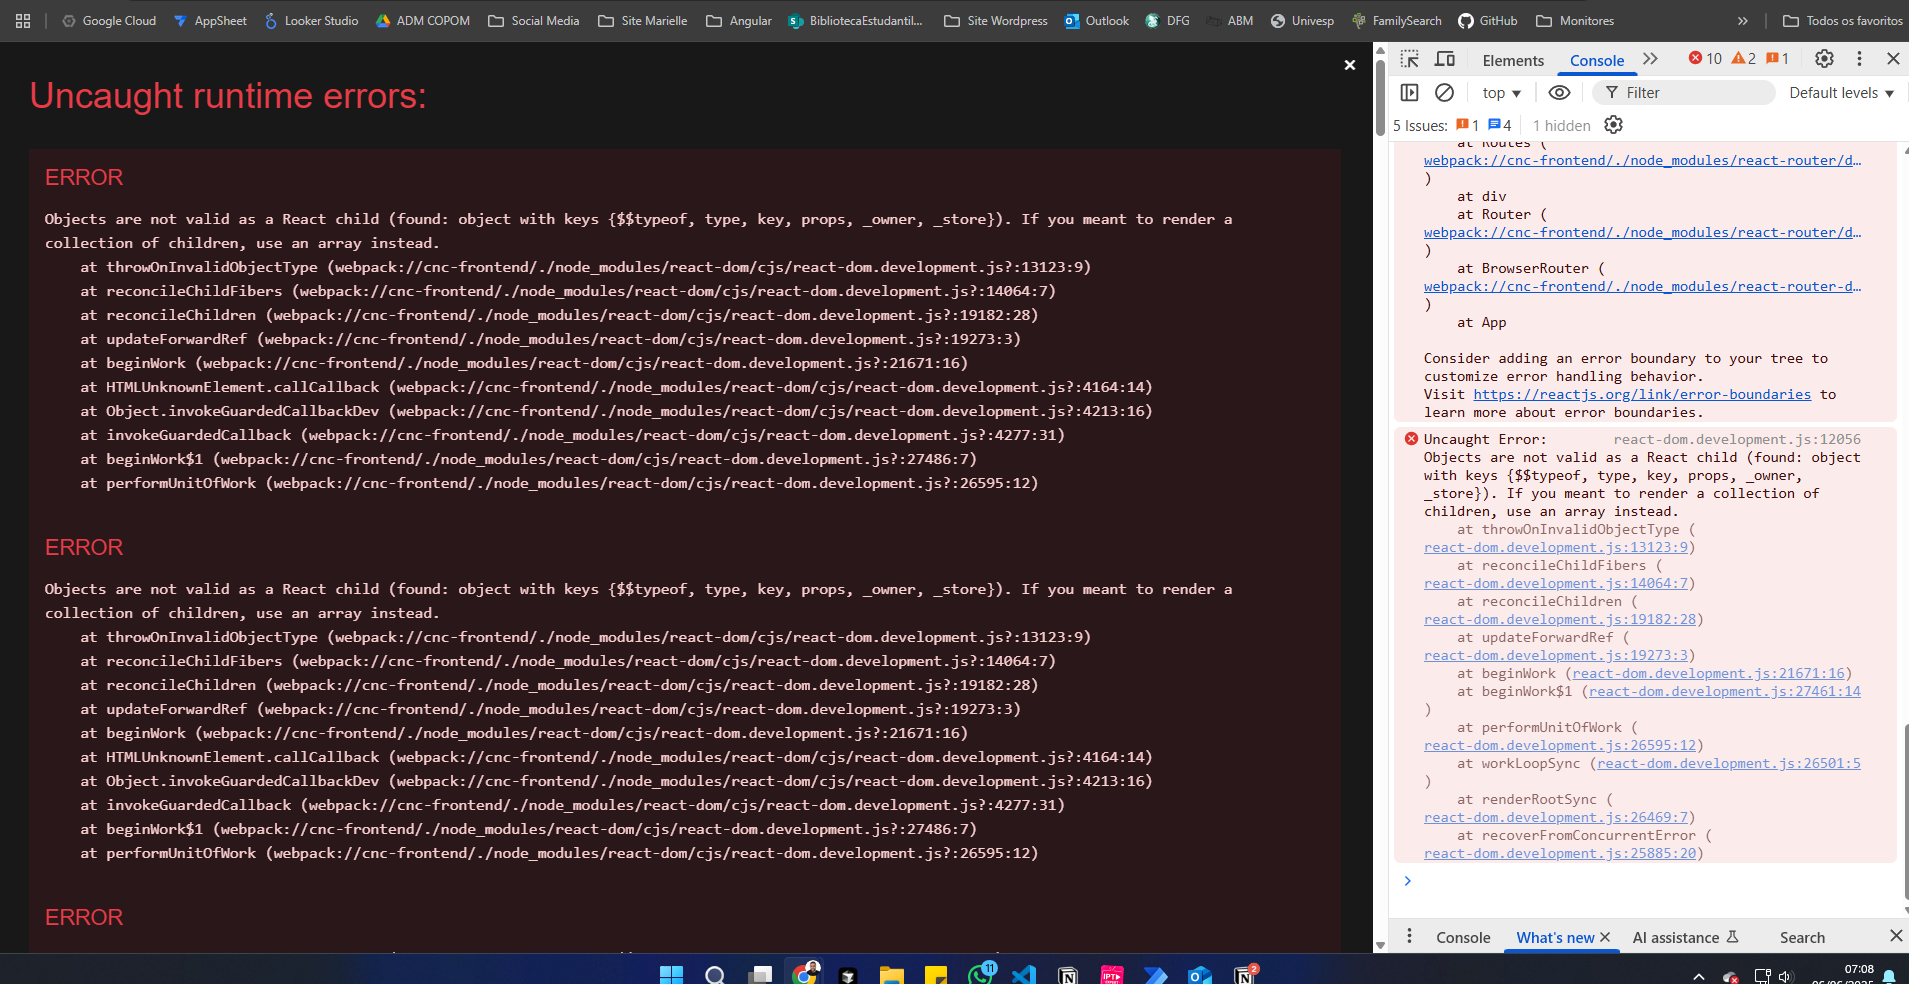 Google Cloud AppSheet Looker Studio ADM COPOM Social Media Site Marielle Angular BibliotecaEstudantil... Site Wordpress Outlook DFG ABM Univesp FamilySearch GitHub Monitores » Todos os favoritos
Uncaught runtime errors:
ERROR
Objects are not valid as a React child (found: object with keys {$$typeof, type, key, props, _owner, _store}). If you meant to render a
collection of children, use an array instead.
at throwOnInvalidObjectType (webpack://cnc-frontend/./node_modules/react-dom/cjs/react-dom.development.js?:13123:9)
at reconcileChildFibers (webpack://cnc-frontend/./node_modules/react-dom/cjs/react-dom.development.js?:14064:7)
at reconcileChildren (webpack://cnc-frontend/./node_modules/react-dom/cjs/react-dom.development.js?:19182:28)
at updateForwardRef (webpack://cnc-frontend/./node_modules/react-dom/cjs/react-dom.development.js?:19273:3)
at beginWork (webpack://cnc-frontend/./node_modules/react-dom/cjs/react-dom.development.js?:21671:16)
at HTMLUnknownElement.callCallback (webpack://cnc-frontend/./node_modules/react-dom/cjs/react-dom.development.js?:4164:14)
at Object.invokeGuardedCallbackDev (webpack://cnc-frontend/./node_modules/react-dom/cjs/react-dom.development.js?:4213:16)
at invokeGuardedCallback (webpack://cnc-frontend/./node_modules/react-dom/cjs/react-dom.development.js?:4277:31)
at beginWork$1 (webpack://cnc-frontend/./node_modules/react-dom/cjs/react-dom.development.js?:27486:7)
at performUnitOfWork (webpack://cnc-frontend/./node_modules/react-dom/cjs/react-dom.development.js?:26595:12)
ERROR
Objects are not valid as a React child (found: object with keys {$$typeof, type, key, props, _owner, _store}). If you meant to render a
collection of children, use an array instead.
at throwOnInvalidObjectType (webpack://cnc-frontend/./node_modules/react-dom/cjs/react-dom.development.js?:13123:9)
at reconcileChildFibers (webpack://cnc-frontend/./node_modules/react-dom/cjs/react-dom.development.js?:14064:7)
at reconcileChildren (webpack://cnc-frontend/./node_modules/react-dom/cjs/react-dom.development.js?:19182:28)
at updateForwardRef (webpack://cnc-frontend/./node_modules/react-dom/cjs/react-dom.development.js?:19273:3)
at beginWork (webpack://cnc-frontend/./node_modules/react-dom/cjs/react-dom.development.js?:21671:16)
at HTMLUnknownElement.callCallback (webpack://cnc-frontend/./node_modules/react-dom/cjs/react-dom.development.js?:4164:14)
at Object.invokeGuardedCallbackDev (webpack://cnc-frontend/./node_modules/react-dom/cjs/react-dom.development.js?:4213:16)
at invokeGuardedCallback (webpack://cnc-frontend/./node_modules/react-dom/cjs/react-dom.development.js?:4277:31)
at beginWork$1 (webpack://cnc-frontend/./node_modules/react-dom/cjs/react-dom.development.js?:27486:7)
at performUnitOfWork (webpack://cnc-frontend/./node_modules/react-dom/cjs/react-dom.development.js?:26595:12)
ERROR
Elements Console 10 2 1
top Filter Default levels
5 Issues: 1 4 1 hidden
at Routes (
webpack://cnc-frontend/./node_modules/react-router/d…
)
at div
at Router (
webpack://cnc-frontend/./node_modules/react-router/d…
)
at BrowserRouter (
webpack://cnc-frontend/./node_modules/react-router-d…
)
at App
Consider adding an error boundary to your tree to
customize error handling behavior.
Visit https://reactjs.org/link/error-boundaries to
learn more about error boundaries.
Uncaught Error: react-dom.development.js:12056
Objects are not valid as a React child (found: object
with keys {$$typeof, type, key, props, _owner,
_store}). If you meant to render a collection of
children, use an array instead.
at throwOnInvalidObjectType (
react-dom.development.js:13123:9)
at reconcileChildFibers (
react-dom.development.js:14064:7)
at reconcileChildren (
react-dom.development.js:19182:28)
at updateForwardRef (
react-dom.development.js:19273:3)
at beginWork (react-dom.development.js:21671:16)
at beginWork$1 (react-dom.development.js:27461:14
)
at performUnitOfWork (
react-dom.development.js:26595:12)
at workLoopSync (react-dom.development.js:26501:5
)
at renderRootSync (
react-dom.development.js:26469:7)
at recoverFromConcurrentError (
react-dom.development.js:25885:20)
Console What's new AI assistance Search
11 IPT 2 07:08